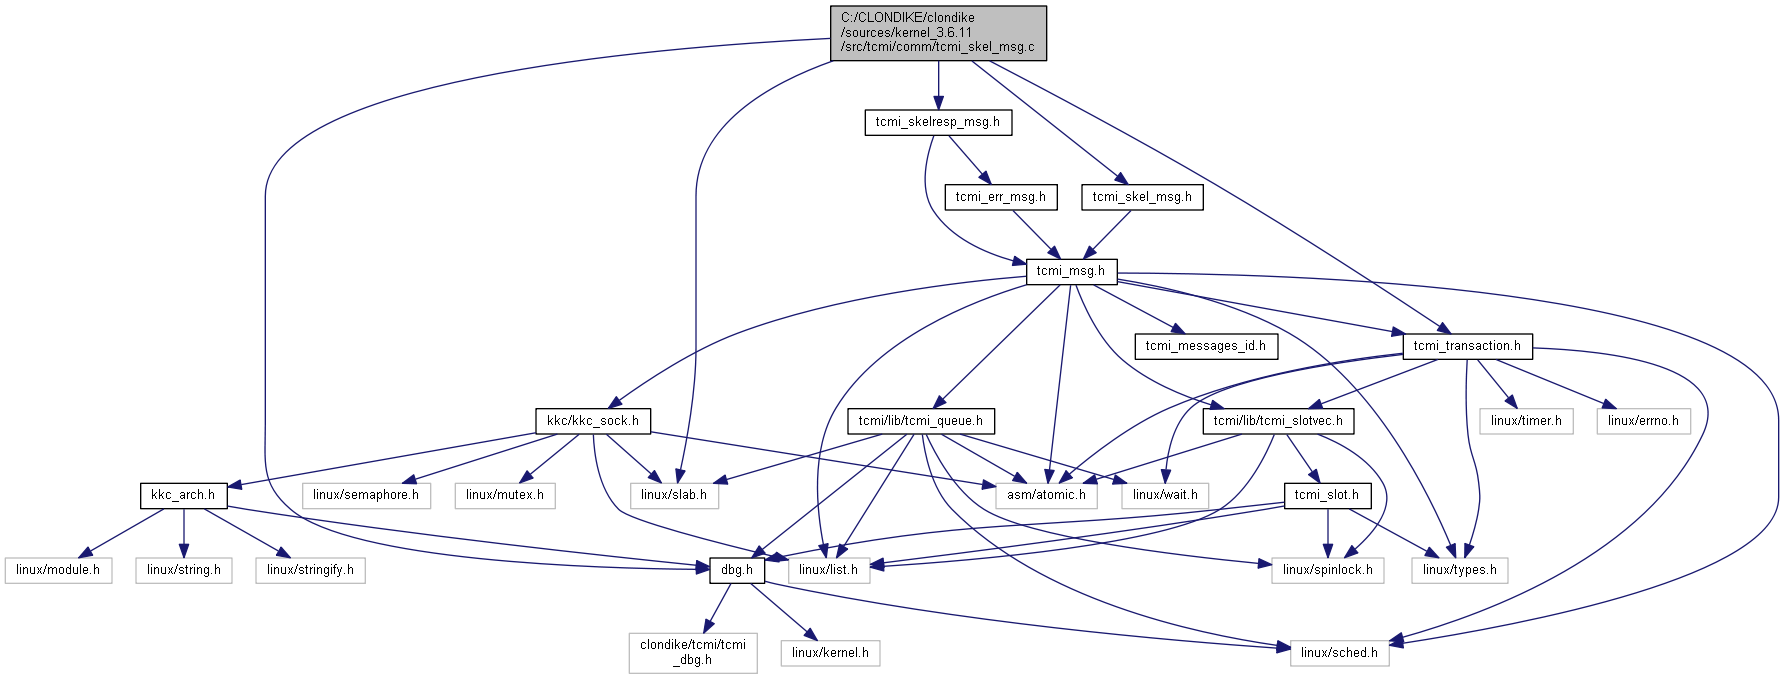 C:/CLONDIKE/clondike
/sources/kernel_3.6.11
/src/tcmi/comm/tcmi_skel_msg.c
tcmi_skelresp_msg.h
tcmi_err_msg.h
tcmi_skel_msg.h
tcmi_msg.h
tcmi_messages_id.h
tcmi_transaction.h
kkc/kkc_sock.h
tcmi/lib/tcmi_queue.h
tcmi/lib/tcmi_slotvec.h
linux/timer.h
linux/errno.h
kkc_arch.h
linux/semaphore.h
linux/mutex.h
linux/slab.h
asm/atomic.h
linux/wait.h
tcmi_slot.h
linux/module.h
linux/string.h
linux/stringify.h
dbg.h
linux/list.h
linux/spinlock.h
linux/types.h
clondike/tcmi/tcmi
_dbg.h
linux/kernel.h
linux/sched.h